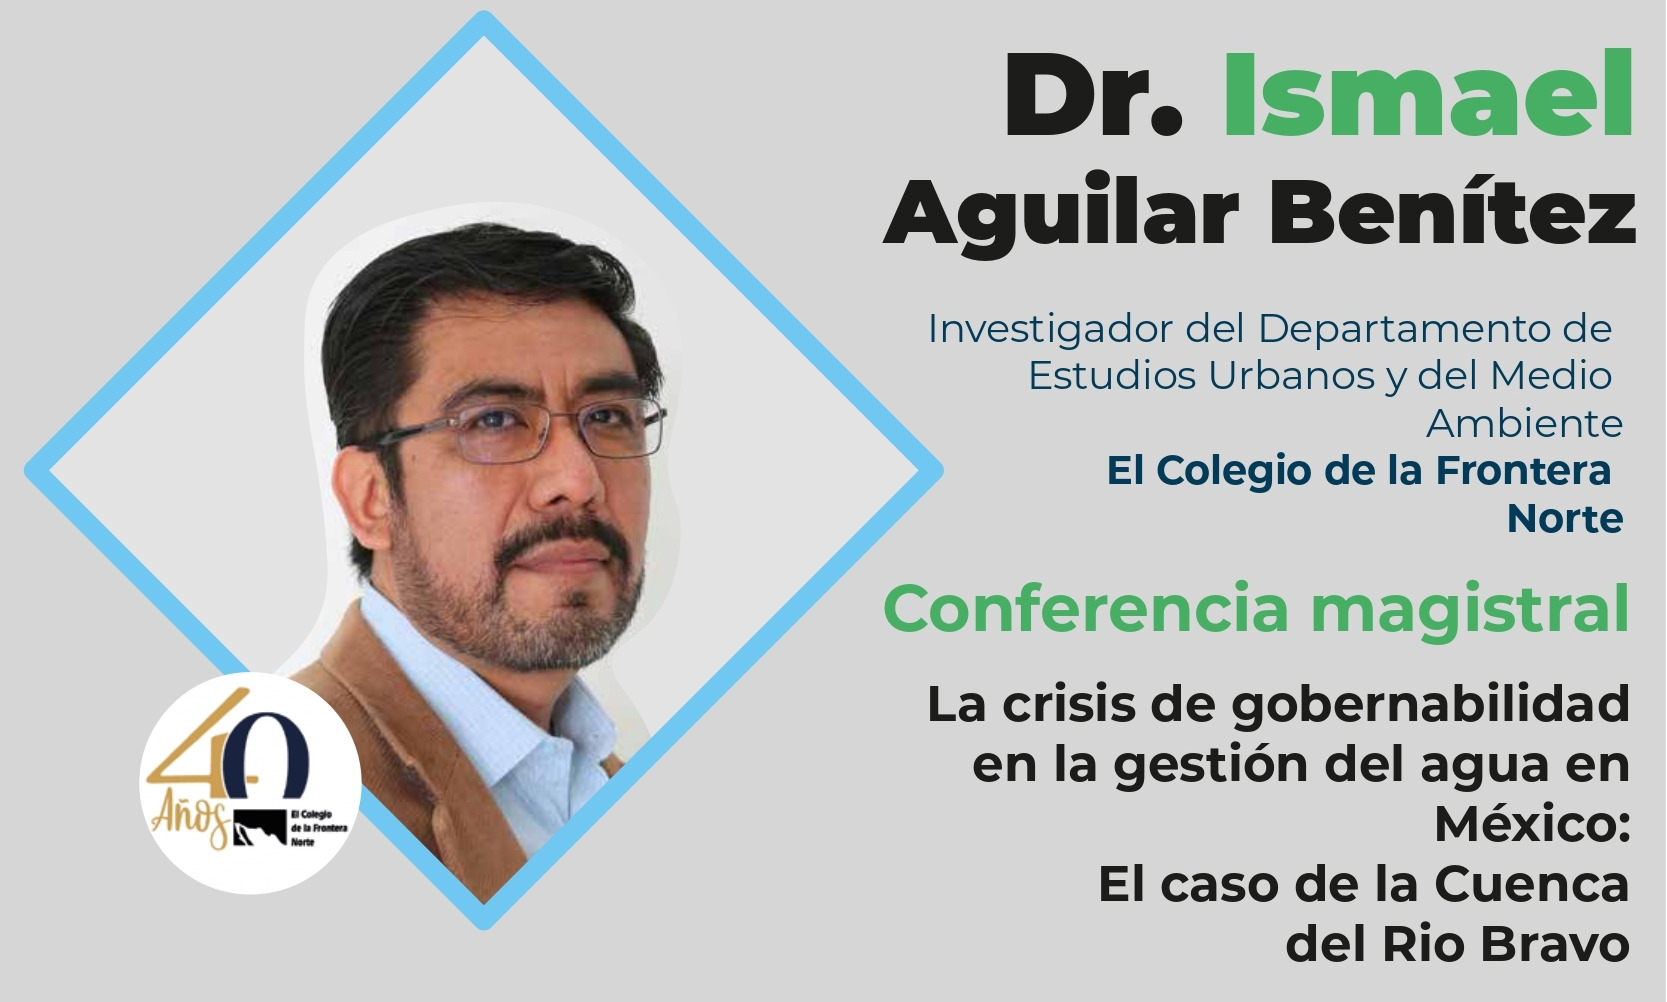 Dr. Ismael
Aguilar Benítez
Investigador del Departamento de
Estudios Urbanos y del Medio
Ambiente
El Colegio de la Frontera
Norte
Conferencia magistral
La crisis de gobernabilidad
en la gestión del agua en
México:
El caso de la Cuenca
del Rio Bravo
40
Años
El Colegio
de la Frontera
Norte